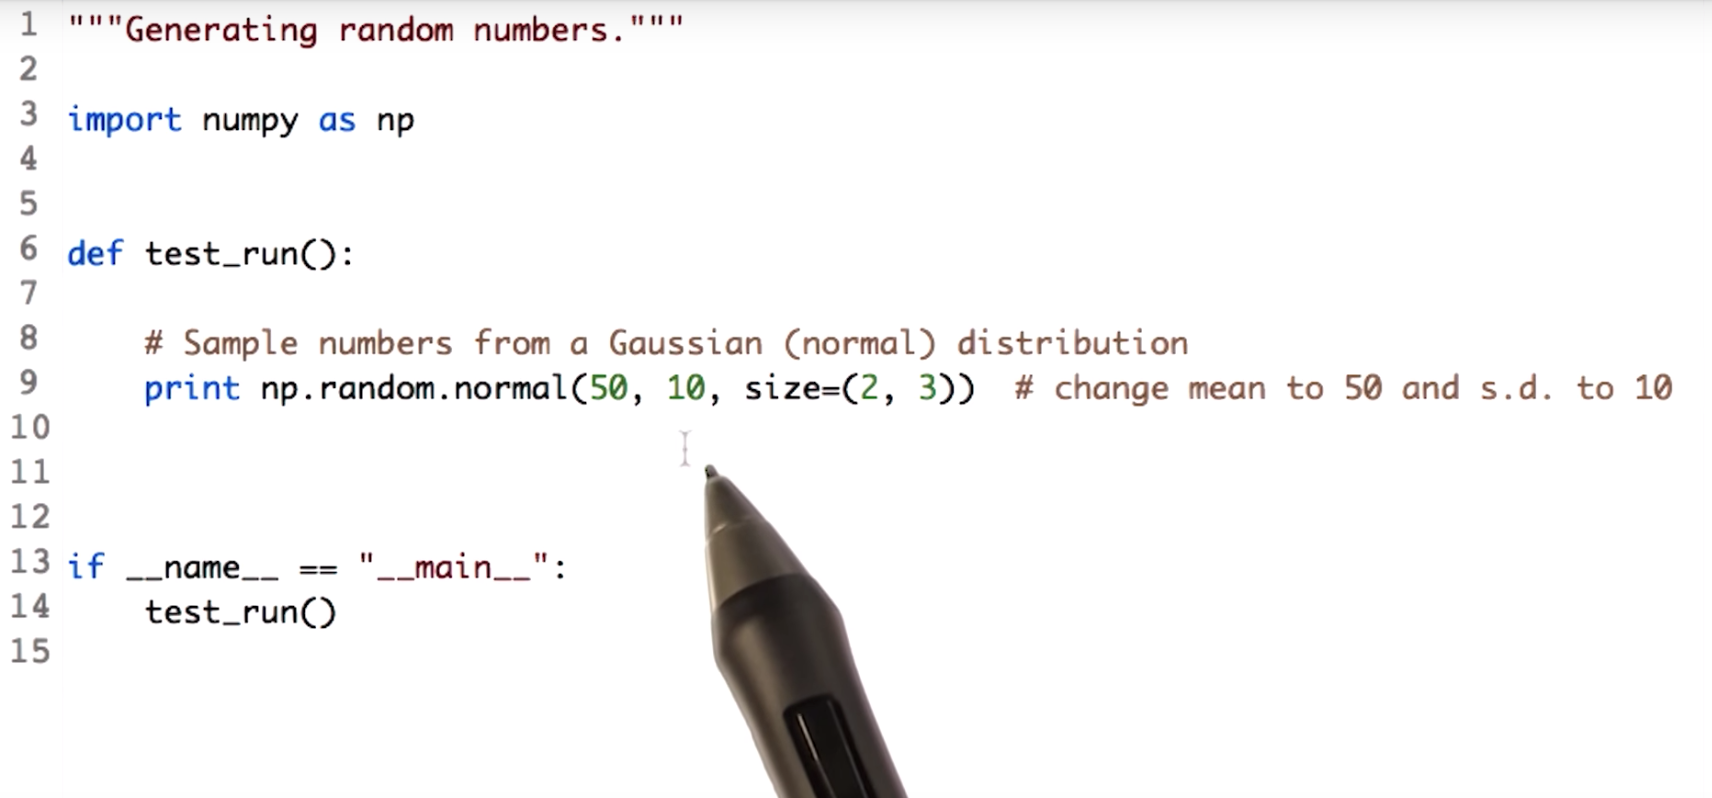 1 """Generating random numbers."""
2
3 import numpy as np
4
5
6 def test_run():
7
8 # Sample numbers from a Gaussian (normal) distribution
9 print np.random.normal(50, 10, size=(2, 3)) # change mean to 50 and s.d. to 10
10
11
12
13 if __name__ == "__main__":
14 test_run()
15